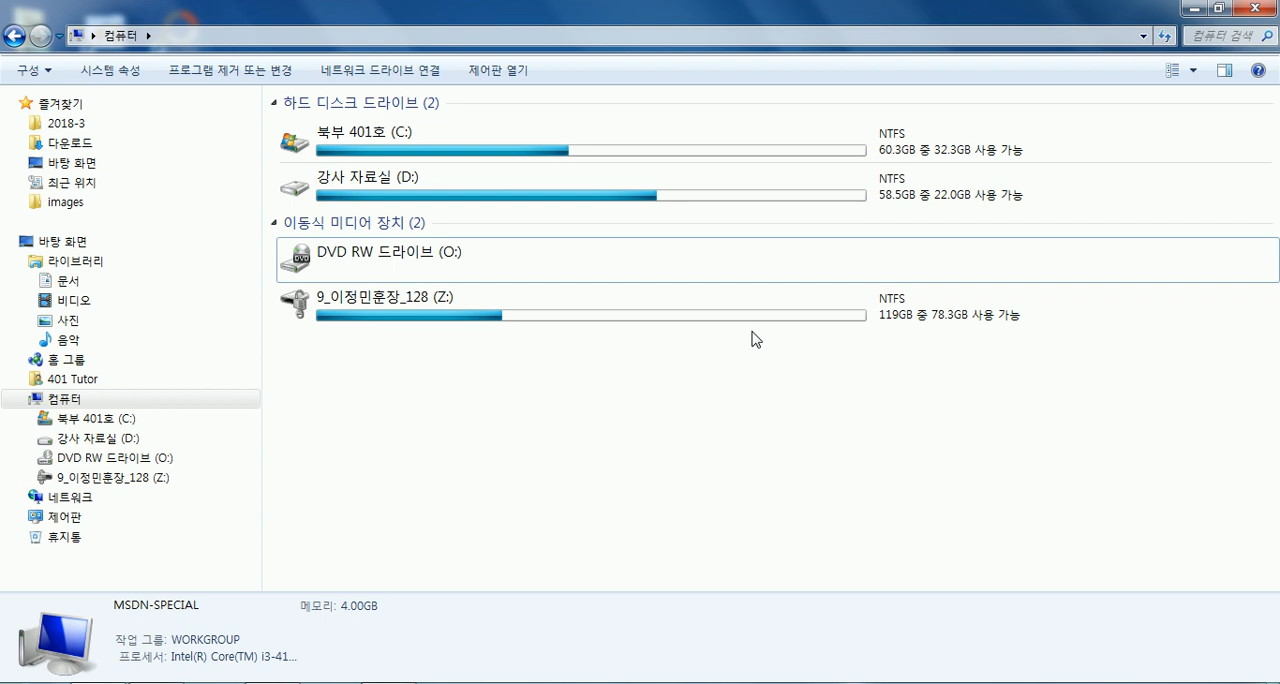 컴퓨터
컴퓨터 검색
구성 시스템 속성 프로그램 제거 또는 변경 네트워크 드라이브 연결 제어판 열기
즐겨찾기
2018-3
다운로드
바탕 화면
최근 위치
images
바탕 화면
라이브러리
문서
비디오
사진
음악
홈 그룹
401 Tutor
컴퓨터
북부 401호 (C:)
강사 자료실 (D:)
DVD RW 드라이브 (O:)
9_이정민훈장_128 (Z:)
네트워크
제어판
휴지통
하드 디스크 드라이브 (2)
북부 401호 (C:)
NTFS
60.3GB 중 32.3GB 사용 가능
강사 자료실 (D:)
NTFS
58.5GB 중 22.0GB 사용 가능
이동식 미디어 장치 (2)
DVD
DVD RW 드라이브 (O:)
9_이정민훈장_128 (Z:)
NTFS
119GB 중 78.3GB 사용 가능
MSDN-SPECIAL 메모리: 4.00GB
작업 그룹: WORKGROUP
프로세서: Intel(R) Core(TM) i3-41...